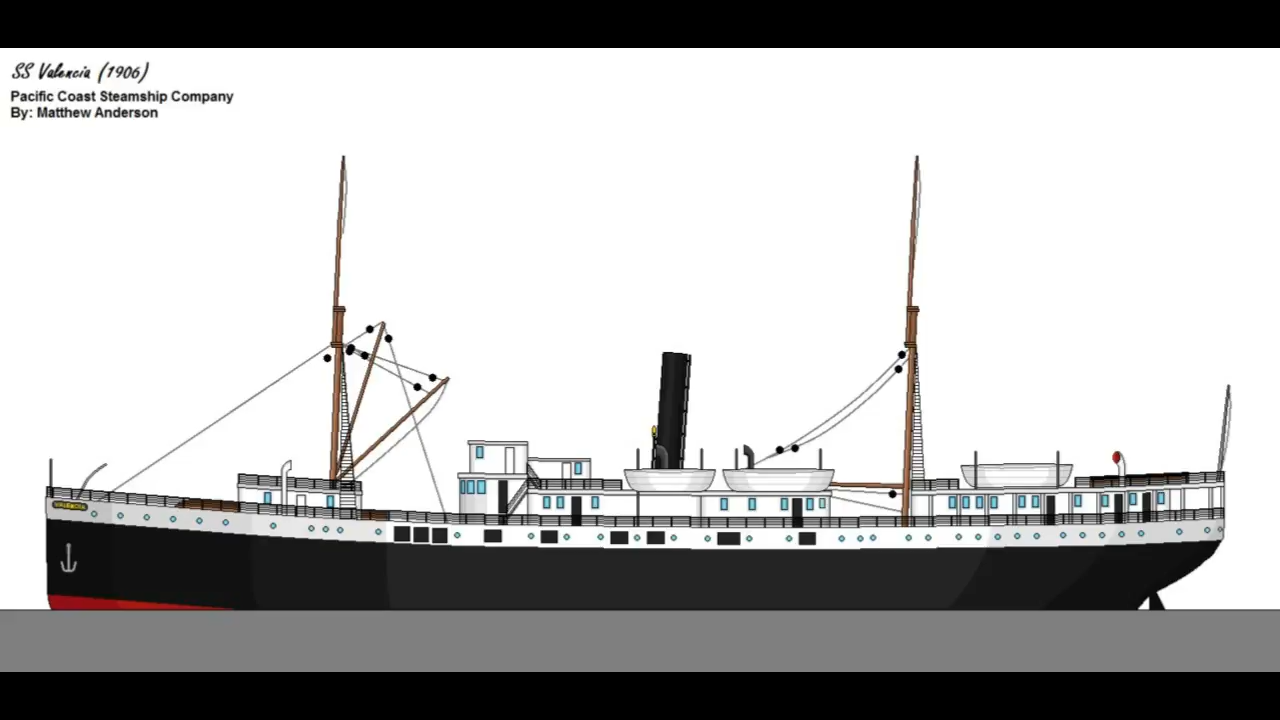 SS Valencia (1906)
Pacific Coast Steamship Company
By: Matthew Anderson